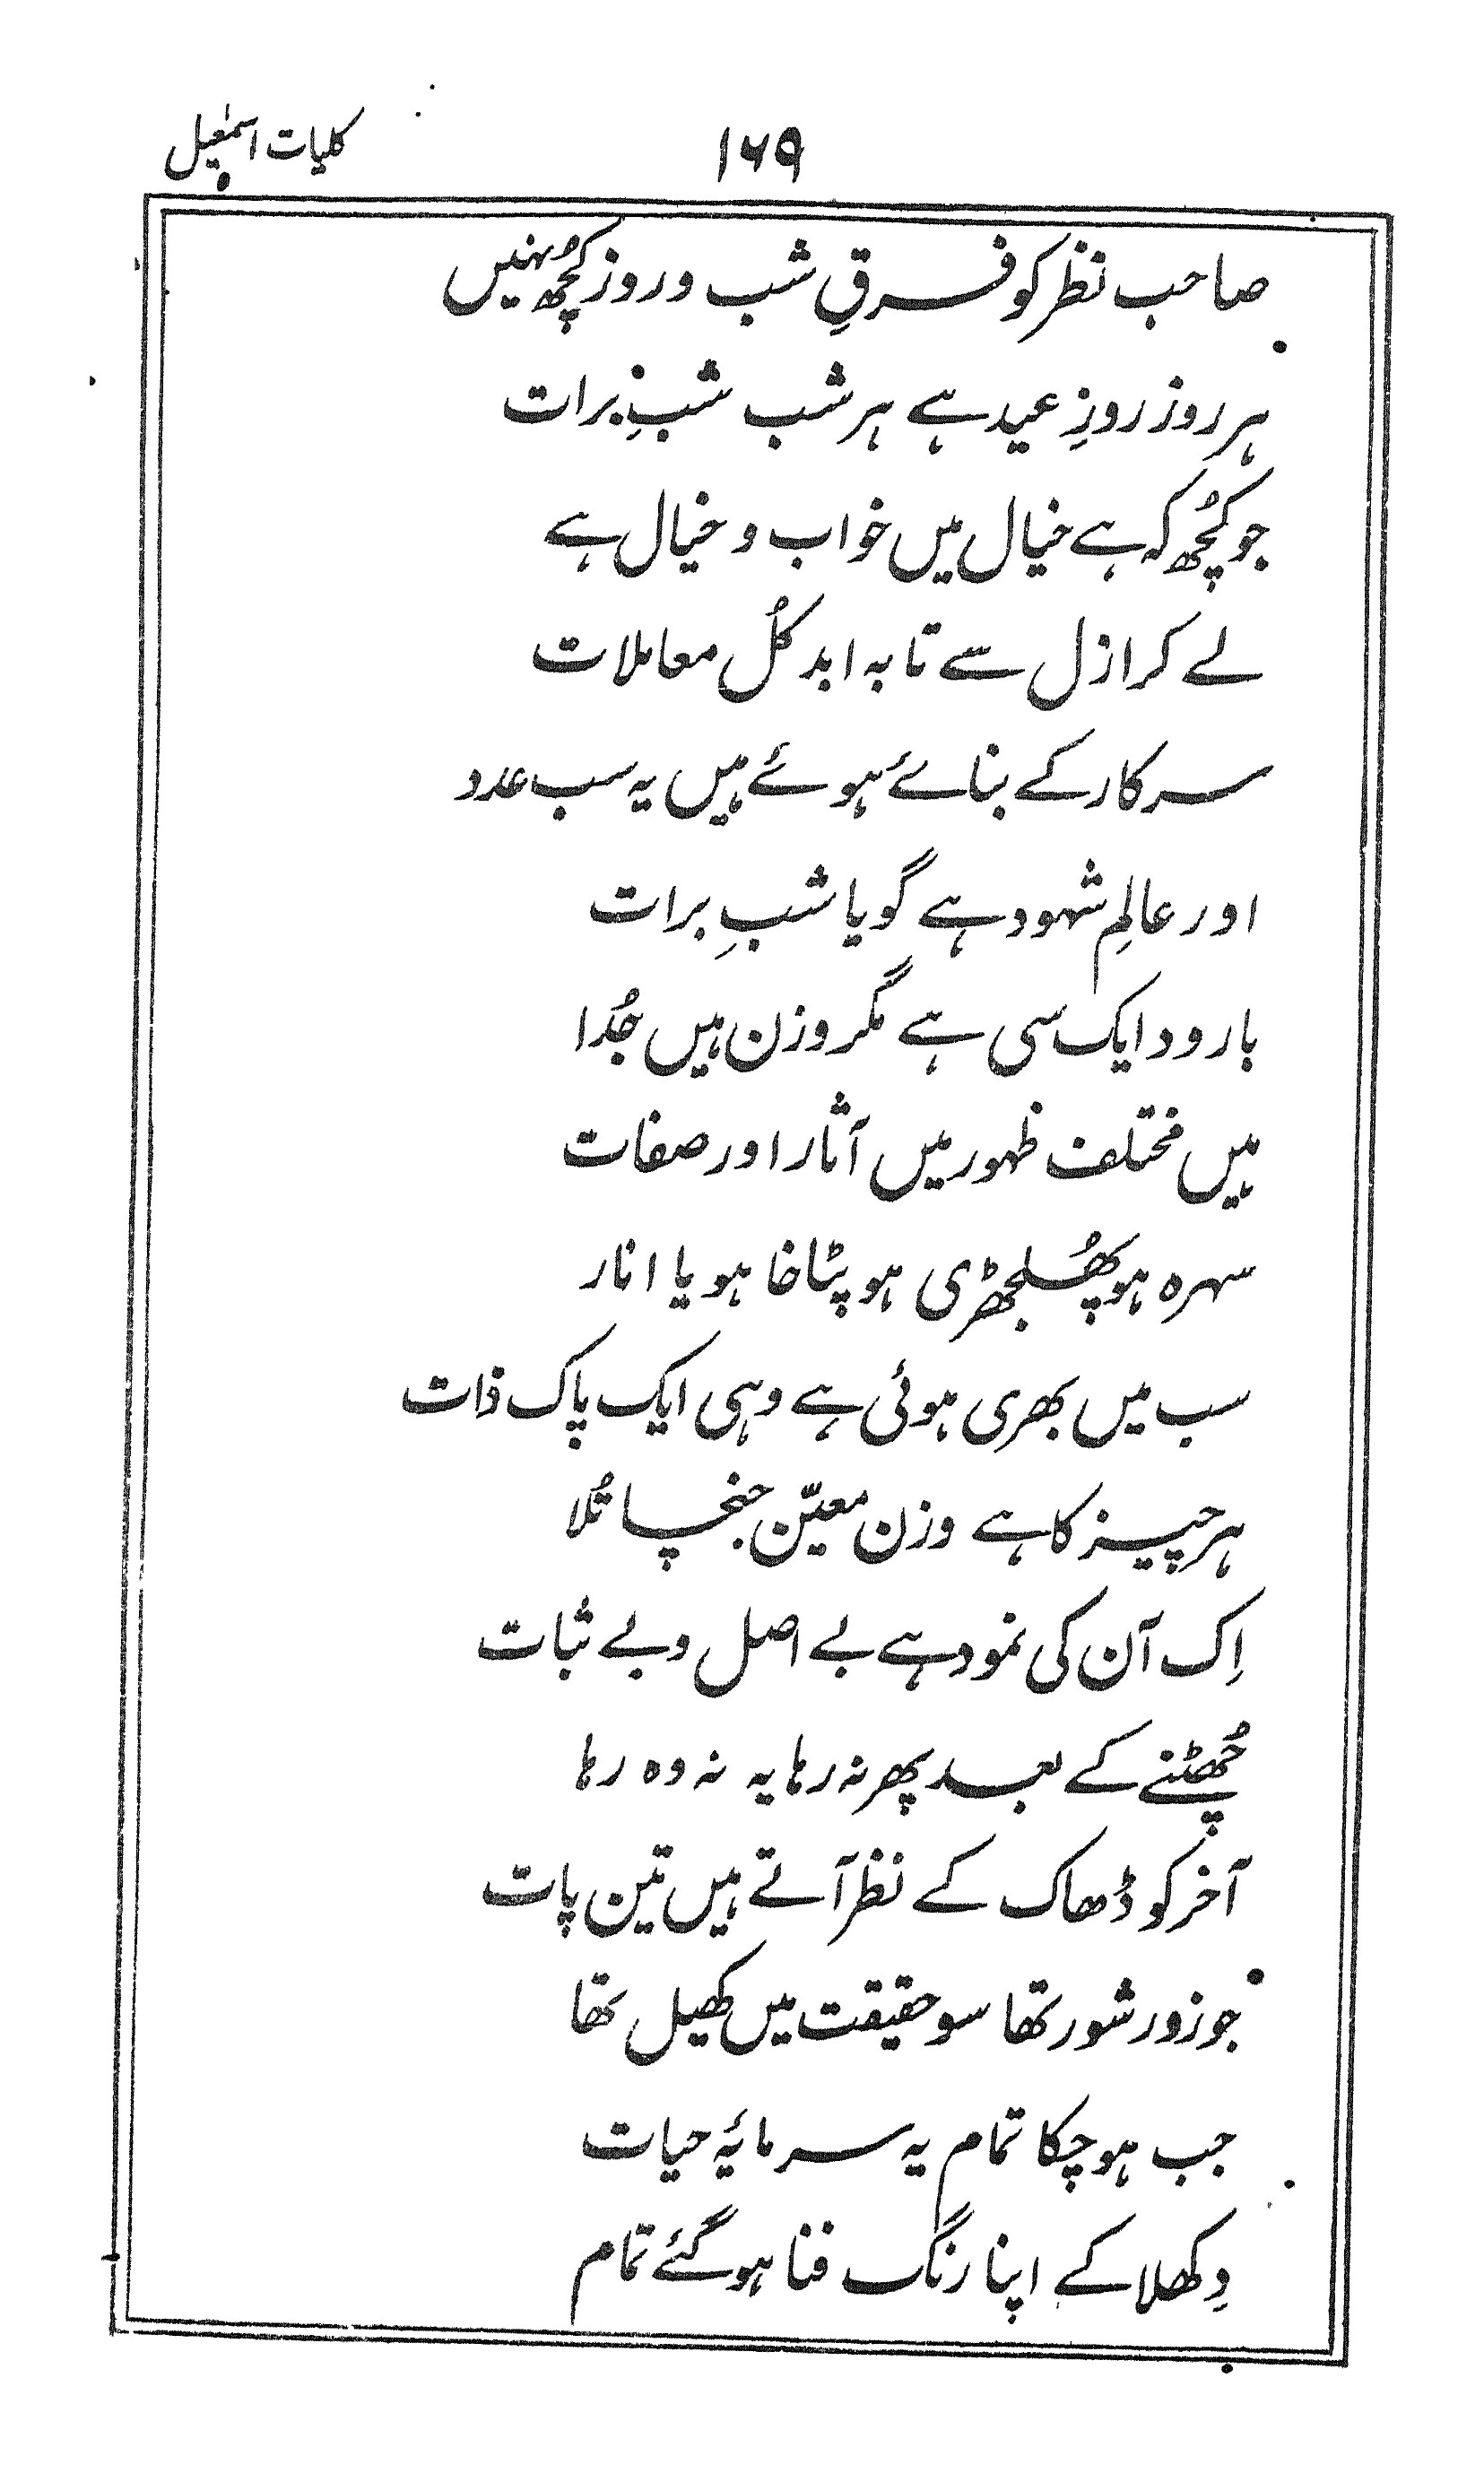 ۱۶۹
کلیات اسمٰعیل
صاحب نظر کو فرقِ شب و روز کچُھ نہیں
ہر روز روزِ عید ہے ہر شب شبِ برات
جو کچُھ کہ ہے خیال میں خواب و خیال ہے
لے کر ازل سے تا بہ ابد کُل معاملات
سرکار کے بنائے ہوئے ہیں یہ سب عدد
اور عالمِ شہود ہے گویا شبِ برات
بارود ایک سی ہے مگر وزن ہیں جُدا
ہیں مختلف ظہور میں آثار اور صفات
سہرہ ہو پھُلجھڑی ہو پٹاخا ہو یا انار
سب میں بھری ہوئی ہے وہی ایک پاک ذات
ہر چیز کا ہے وزن معیّن جنچا تُلا
اِک آن کی نمود ہے بے اصل و بے ثبات
چُھٹنے کے بعد پھر نہ رہا یہ نہ وہ رہا
آخر کو ڈھاک کے نظر آتے ہیں تین پات
جو زور شور تھا سو حقیقت میں کھیل تھا
جب ہو چکا تمام یہ سرمایۂ حیات
دِکھلا کے اپنا رنگ فنا ہو گئے تمام